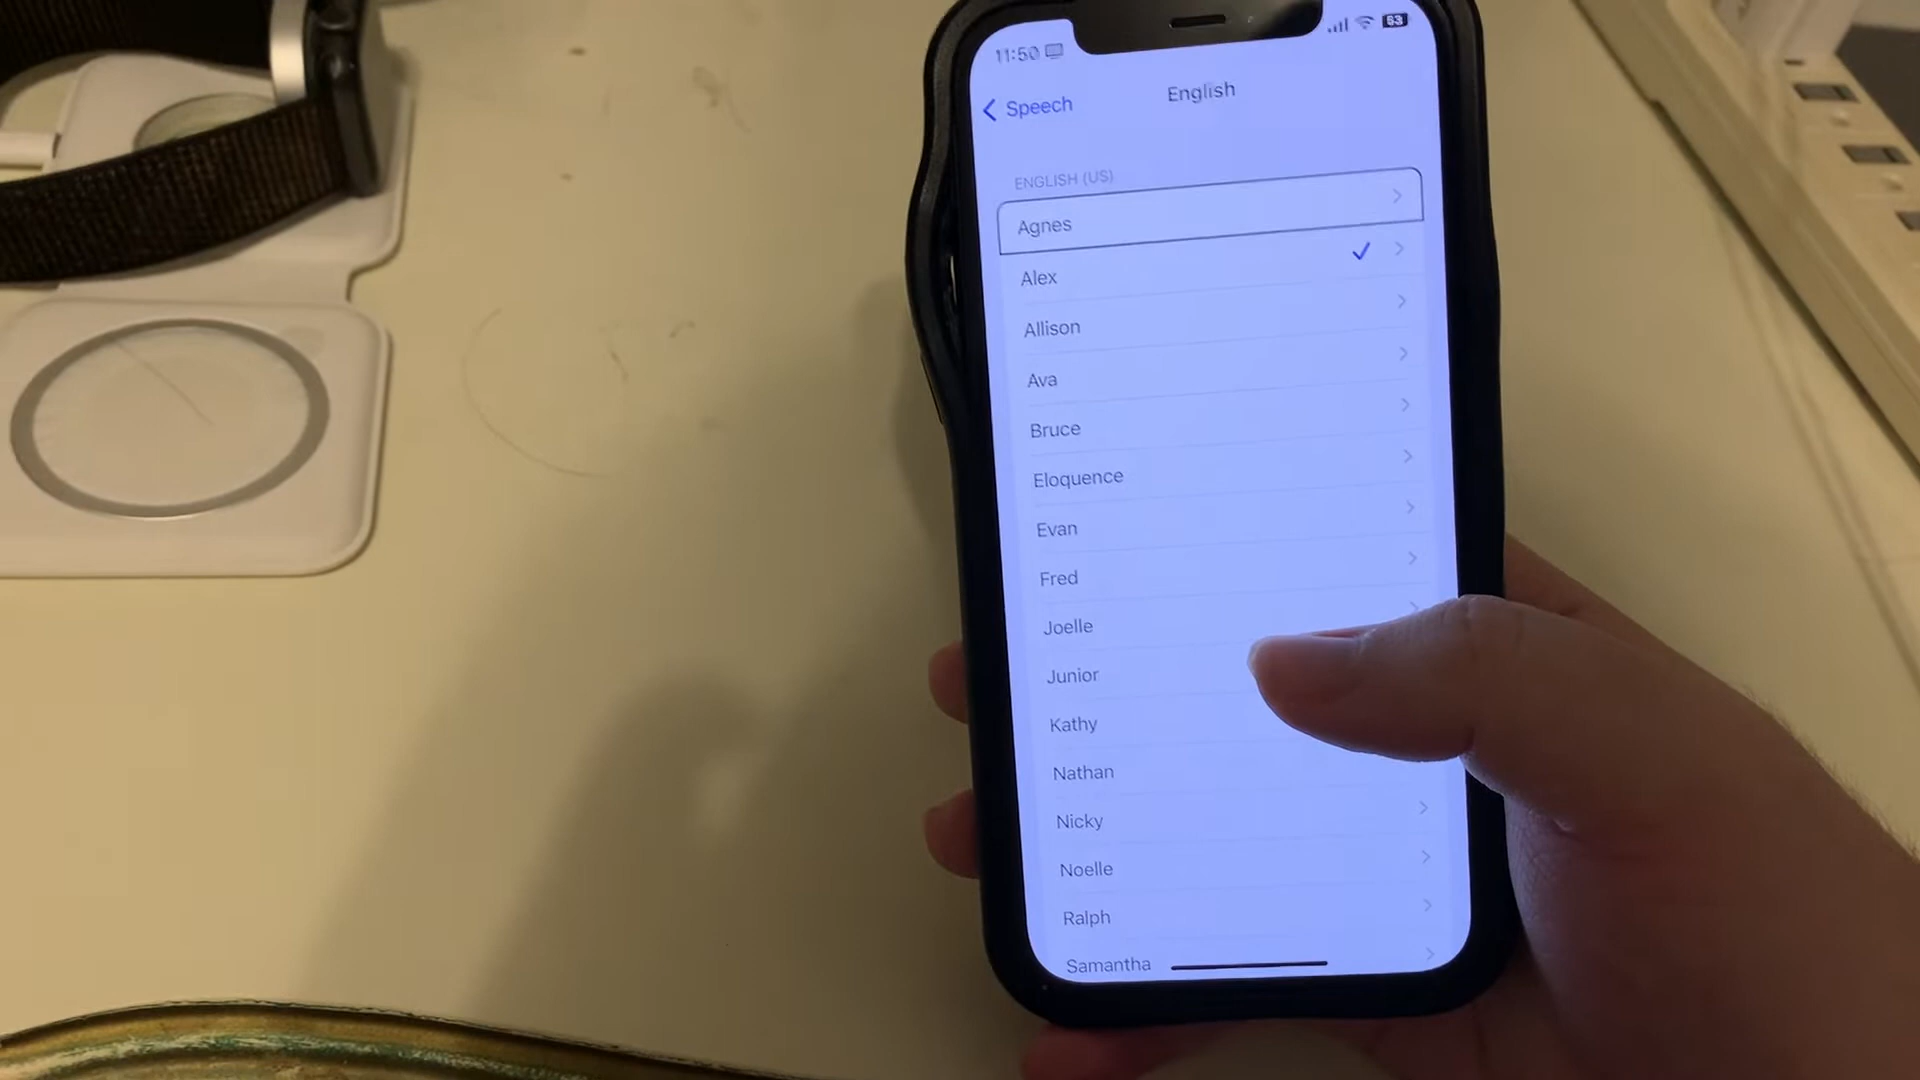 11:50
53
Speech
English
ENGLISH (US)
Agnes
Alex
Allison
Ava
Bruce
Eloquence
Evan
Fred
Joelle
Junior
Kathy
Nathan
Nicky
Noelle
Ralph
Samantha